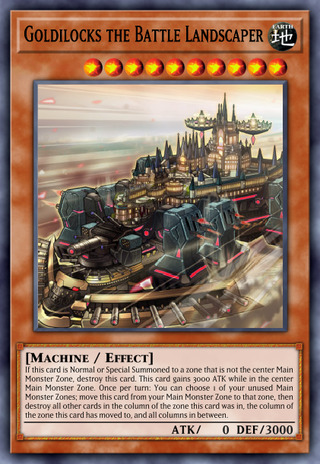 Goldilocks the Battle Landscaper
EARTH
地
[Machine / Effect]
If this card is Normal or Special Summoned to a zone that is not the center Main
Monster Zone, destroy this card. This card gains 3000 ATK while in the center
Main Monster Zone. Once per turn: You can choose 1 of your unused Main
Monster Zones; move this card from your Main Monster Zone to that zone, then
destroy all other cards in the column of the zone this card was in, the column of
the zone this card has moved to, and all columns in between.
ATK/ 0 DEF/3000